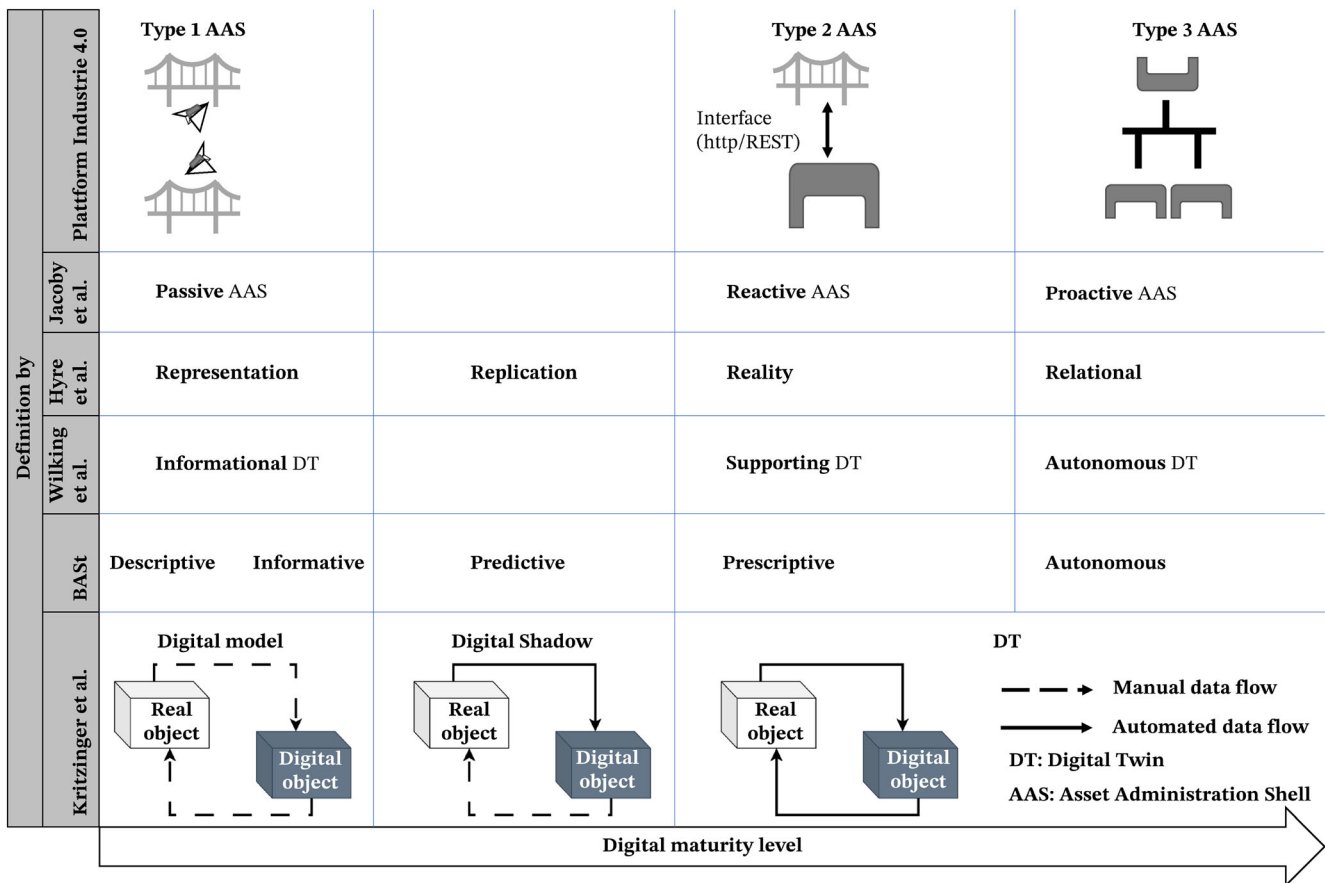 Definition by
Plattform Industrie 4.0
Type 1 AAS
Type 2 AAS
Interface
(http/REST)
Type 3 AAS
Jacoby
et al.
Passive AAS
Reactive AAS
Proactive AAS
Hyre
et al.
Representation
Replication
Reality
Relational
Wilking
et al.
Informational DT
Supporting DT
Autonomous DT
BASt
Descriptive
Informative
Predictive
Prescriptive
Autonomous
Kritzinger et al.
Digital model
Real
object
Digital
object
Digital Shadow
Real
object
Digital
object
DT
Real
object
Digital
object
Manual data flow
Automated data flow
DT: Digital Twin
AAS: Asset Administration Shell
Digital maturity level